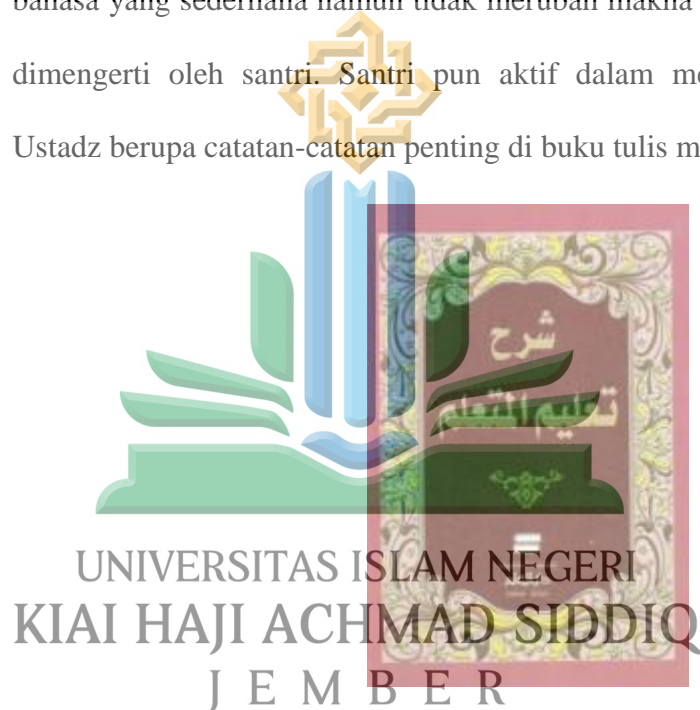 bahasa yang sederhana namun tidak merubah makna
dimengerti oleh santri. Santri pun aktif dalam me
Ustadz berupa catatan-catatan penting di buku tulis m
شرح
تعليم المتعلم
UNIVERSITAS ISLAM NEGERI
KIAI HAJI ACHMAD SIDDIQ
J E M B E R